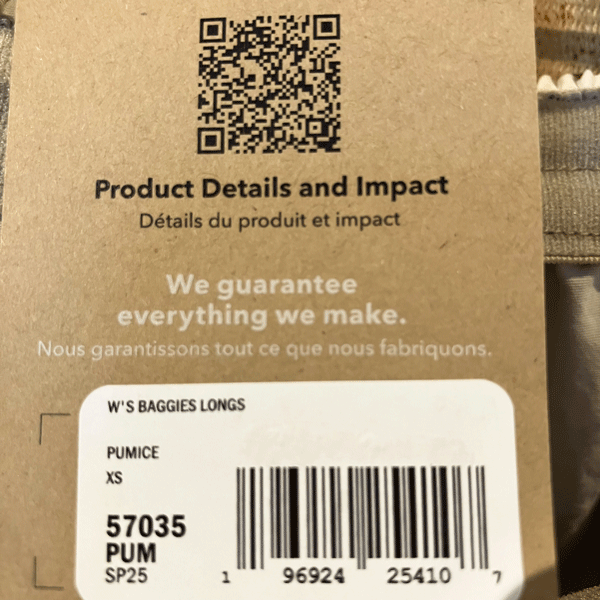 Product Details and Impact
Détails du produit et impact
We guarantee
everything we make.
Nous garantissons tout ce que nous fabriquons.
W'S BAGGIES LONGS
PUMICE
XS
57035
PUM
SP25
1 96924 25410 7